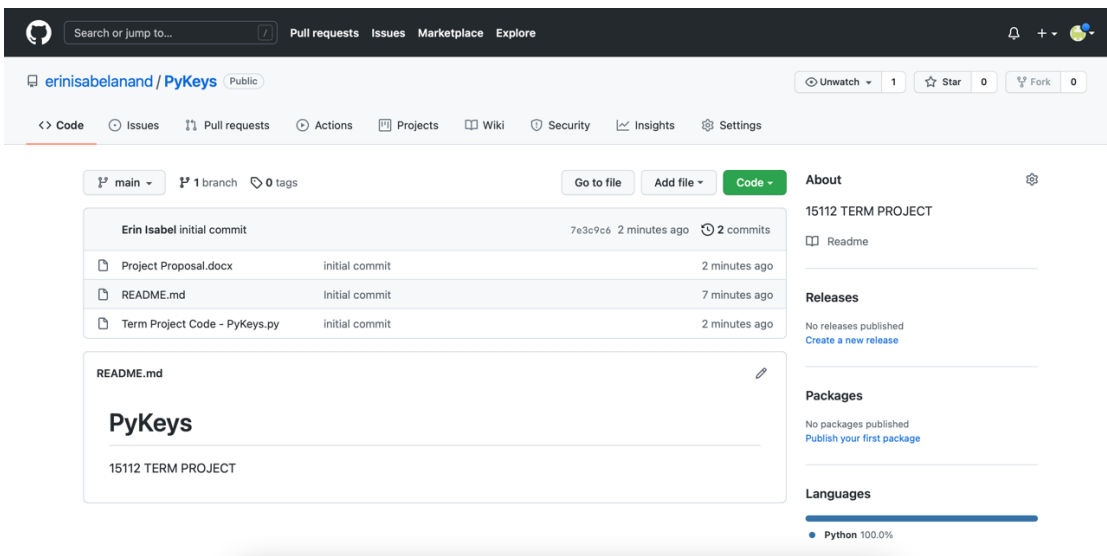 Search or jump to... /
Pull requests Issues Marketplace Explore
erinisabelanand / PyKeys Public
Unwatch 1 Star 0 Fork 0
<> Code Issues Pull requests Actions Projects Wiki Security Insights Settings
main 1 branch 0 tags
Go to file Add file Code
Erin Isabel initial commit 7e3c9c6 2 minutes ago 2 commits
Project Proposal.docx initial commit 2 minutes ago
README.md Initial commit 7 minutes ago
Term Project Code - PyKeys.py initial commit 2 minutes ago
README.md
PyKeys
15112 TERM PROJECT
About
15112 TERM PROJECT
Readme
Releases
No releases published
Create a new release
Packages
No packages published
Publish your first package
Languages
Python 100.0%